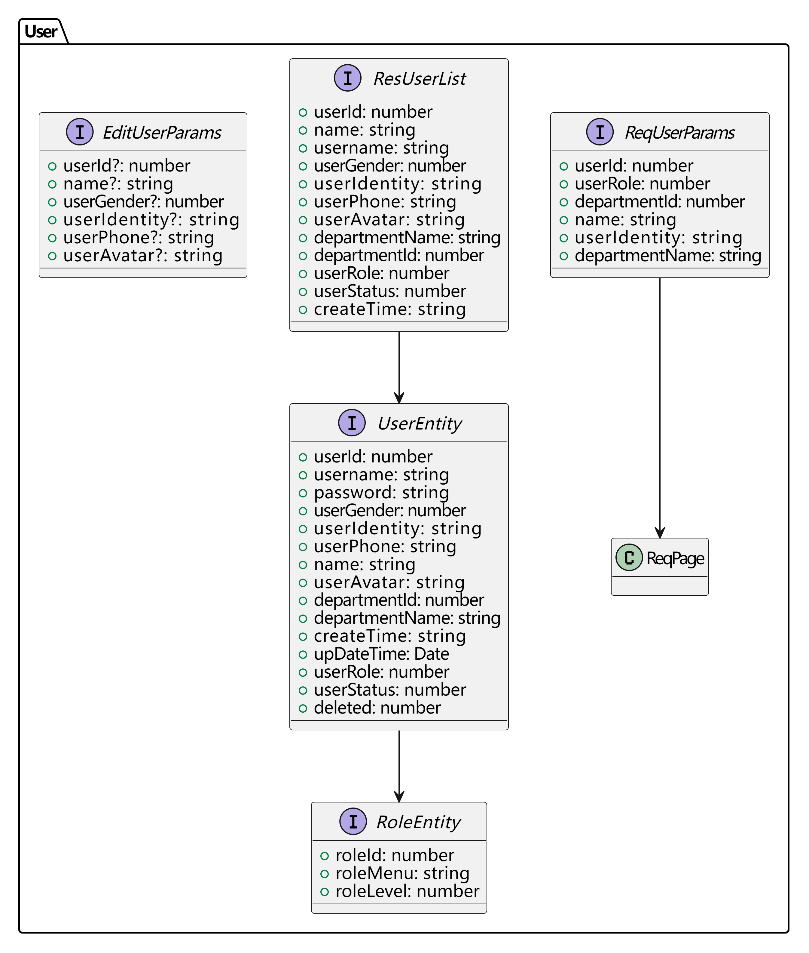 User
I EditUserParams
userId?: number
name?: string
userGender?: number
userIdentity?: string
userPhone?: string
userAvatar?: string
I ResUserList
userId: number
name: string
username: string
userGender: number
userIdentity: string
userPhone: string
userAvatar: string
departmentName: string
departmentId: number
userRole: number
userStatus: number
createTime: string
I ReqUserParams
userId: number
userRole: number
departmentId: number
name: string
userIdentity: string
departmentName: string
I UserEntity
userId: number
username: string
password: string
userGender: number
userIdentity: string
userPhone: string
name: string
userAvatar: string
departmentId: number
departmentName: string
createTime: string
upDateTime: Date
userRole: number
userStatus: number
deleted: number
C ReqPage
I RoleEntity
roleId: number
roleMenu: string
roleLevel: number